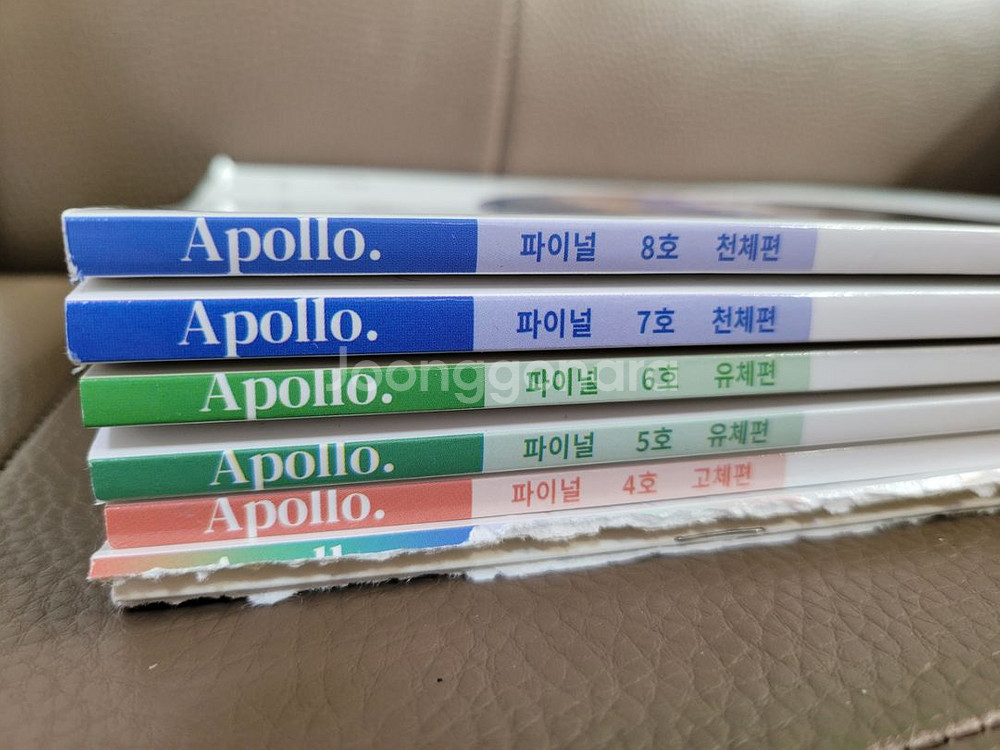 Apollo. 파이널 8호 천체편
Apollo. 파이널 7호 천체편
Joonggonara
Apollo. 파이널 6호 유체편
Apollo. 파이널 5호 유체편
Apollo. 파이널 4호 고체편